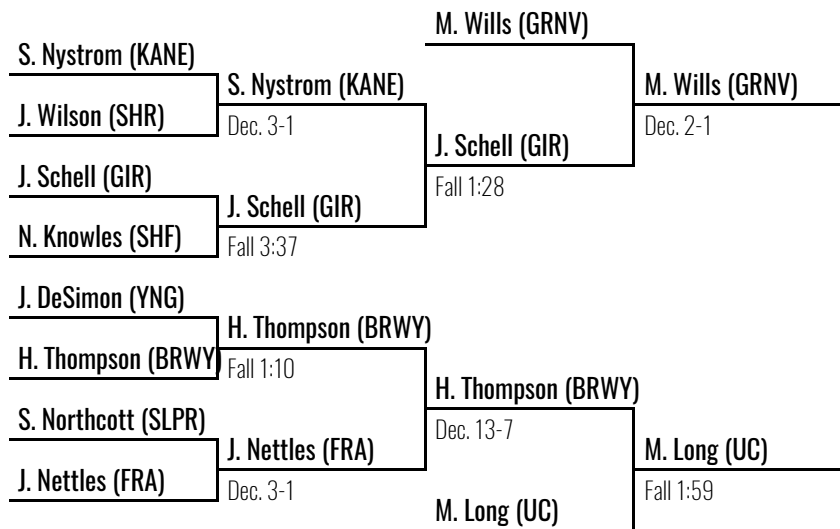 M. Wills (GRNV)
S. Nystrom (KANE)
S. Nystrom (KANE)
M. Wills (GRNV)
J. Wilson (SHR)
Dec. 3-1
Dec. 2-1
J. Schell (GIR)
J. Schell (GIR)
Fall 1:28
J. Schell (GIR)
N. Knowles (SHF)
Fall 3:37
J. DeSimon (YNG)
H. Thompson (BRWY)
H. Thompson (BRWY)
Fall 1:10
H. Thompson (BRWY)
S. Northcott (SLPR)
Dec. 13-7
J. Nettles (FRA)
M. Long (UC)
J. Nettles (FRA)
Dec. 3-1
Fall 1:59
M. Long (UC)